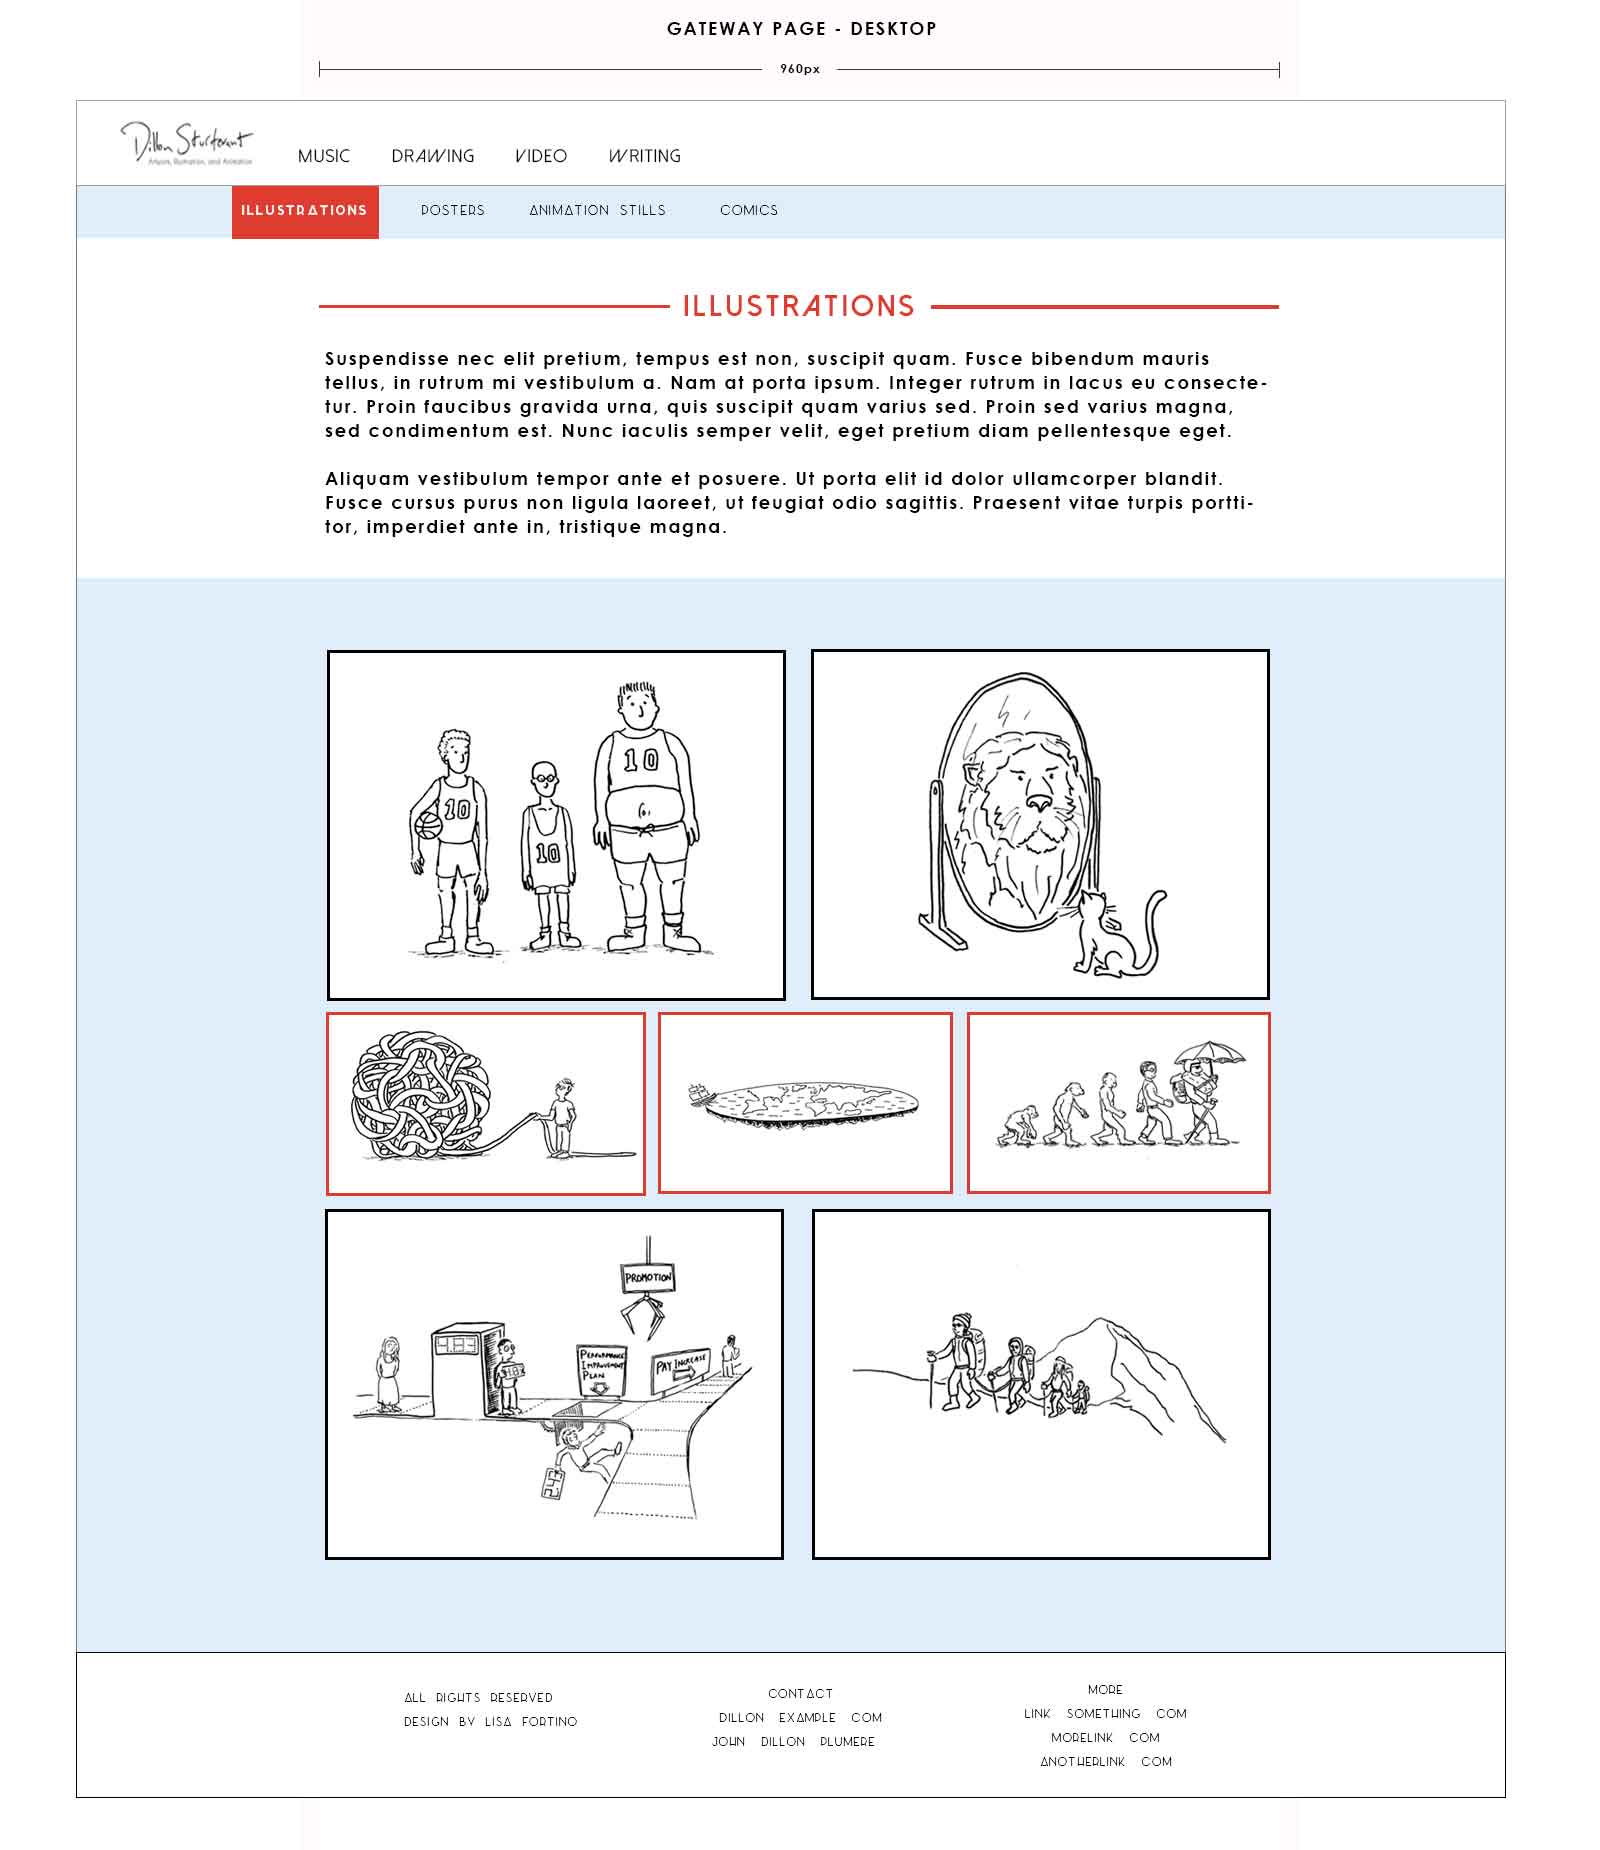 GATEWAY PAGE - DESKTOP
960px
Dillon Sturtevant
MUSIC DRAWING VIDEO WRITING
ILLUSTRATIONS POSTERS ANIMATION STILLS COMICS
ILLUSTRATIONS
Suspendisse nec elit pretium, tempus est non, suscipit quam. Fusce bibendum mauris
tellus, in rutrum mi vestibulum a. Nam at porta ipsum. Integer rutrum in lacus eu consecte-
tur. Proin faucibus gravida urna, quis suscipit quam varius sed. Proin sed varius magna,
sed condimentum est. Nunc iaculis semper velit, eget pretium diam pellentesque eget.
Aliquam vestibulum tempor ante et posuere. Ut porta elit id dolor ullamcorper blandit.
Fusce cursus purus non ligula laoreet, ut feugiat odio sagittis. Praesent vitae turpis portti-
tor, imperdiet ante in, tristique magna.
10
10
10
PROMOTION
4.83
PERFORMANCE
IMPROVEMENT
PLAN
PAY INCREASE
ALL RIGHTS RESERVED
DESIGN BY LISA FORTINO
CONTACT
DILLON EXAMPLE COM
JOHN DILLON PLUMERE
MORE
LINK SOMETHING COM
MORELINK COM
ANOTHERLINK COM